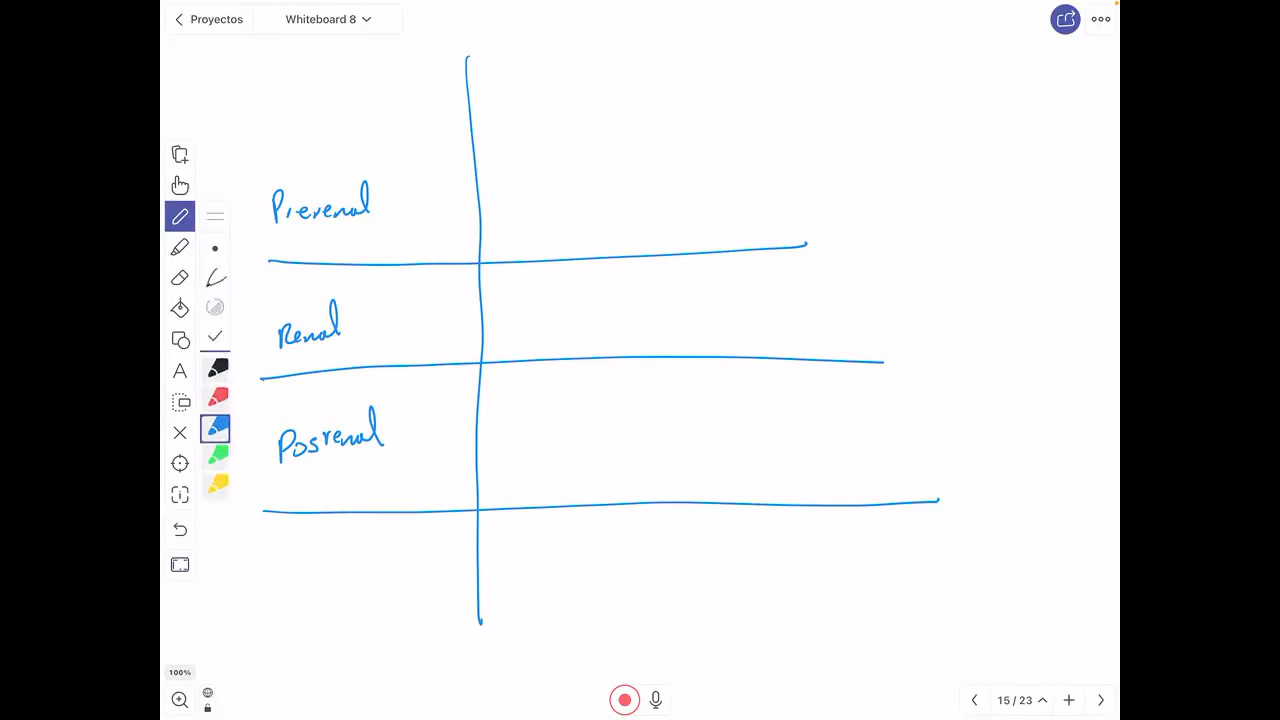 Proyectos
Whiteboard 8
Prerenal
Renal
Posrenal
100%
15 / 23